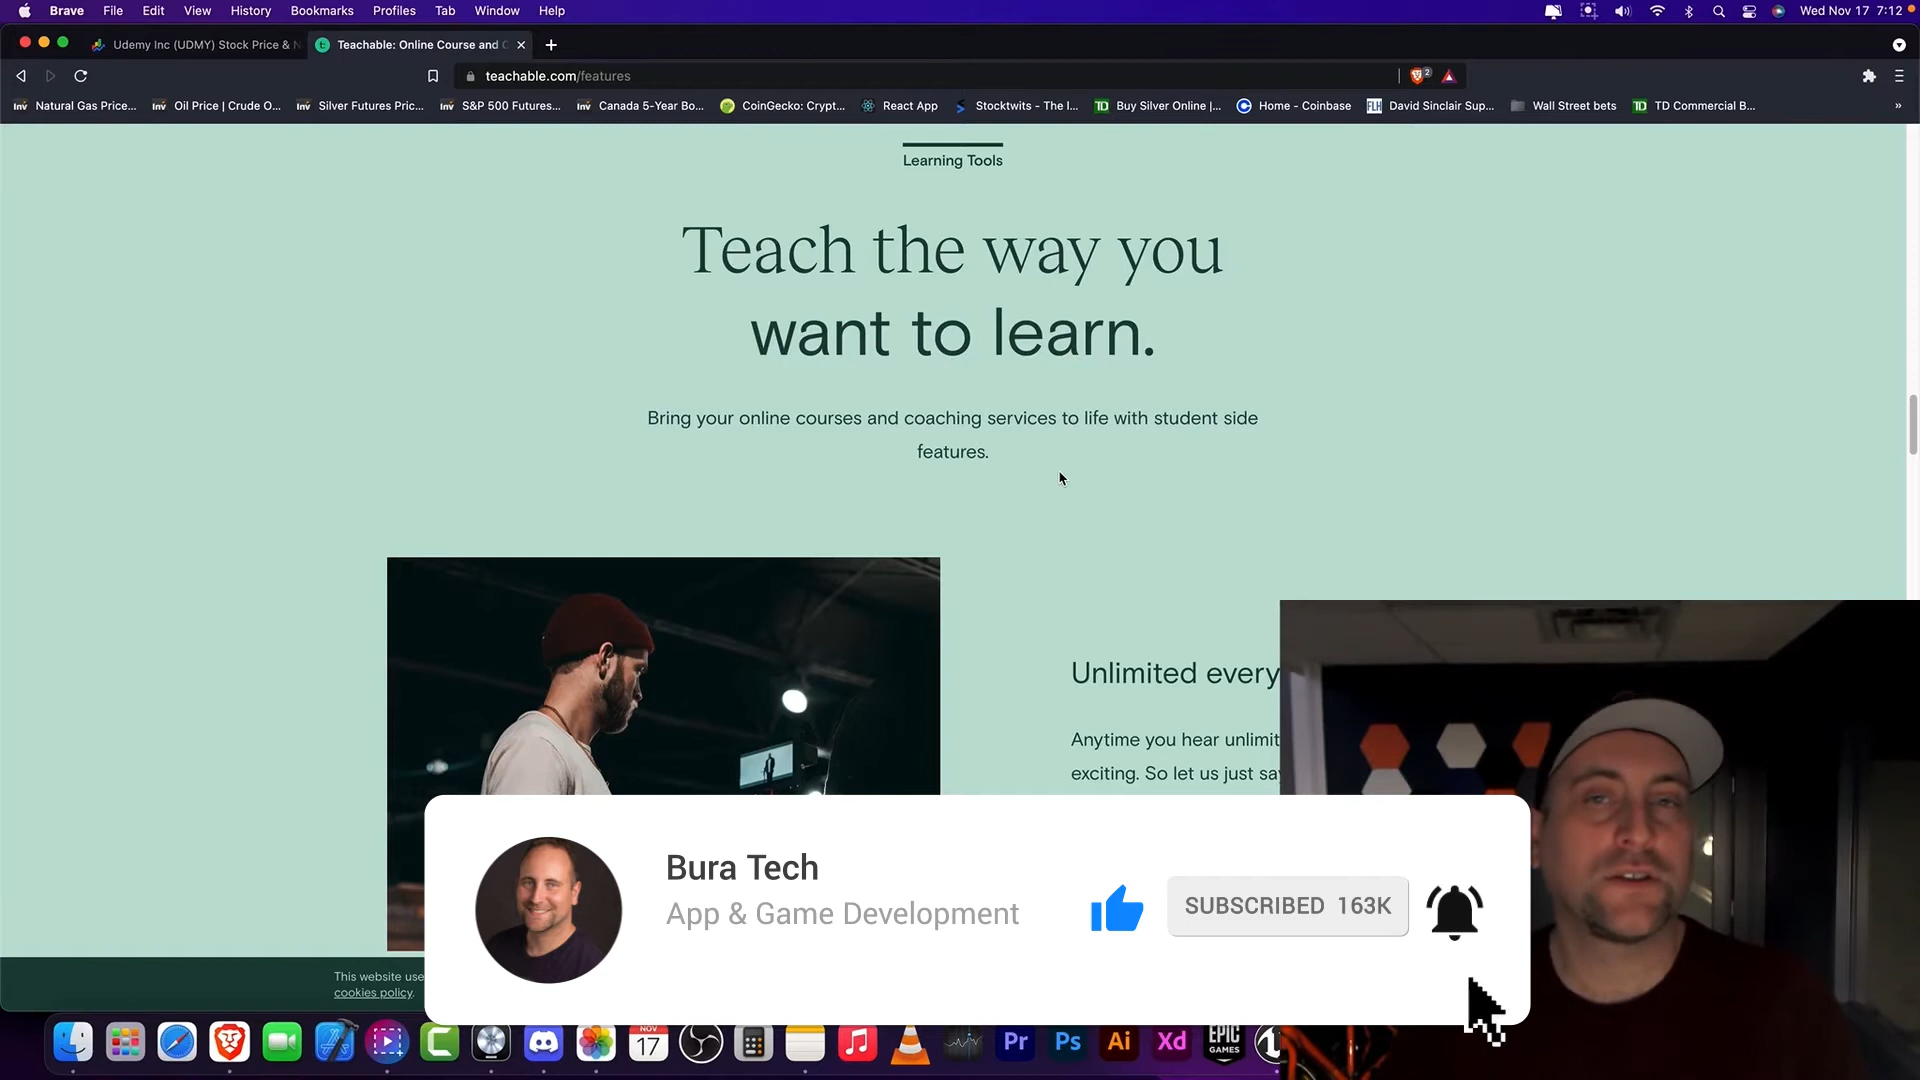 Brave File Edit View History Bookmarks Profiles Tab Window Help Wed Nov 17 7:12
Udemy Inc (UDMY) Stock Price & N
Teachable: Online Course and C
teachable.com/features
2
Natural Gas Price... Oil Price | Crude O... Silver Futures Pric... S&P 500 Futures... Canada 5-Year Bo... CoinGecko: Crypt... React App Stocktwits - The I... Buy Silver Online |... Home - Coinbase David Sinclair Sup... Wall Street bets TD Commercial B... »
Learning Tools
Teach the way you
want to learn.
Bring your online courses and coaching services to life with student side
features.
Unlimited every
Anytime you hear unlimit
exciting. So let us just sa
Bura Tech
App & Game Development
SUBSCRIBED 163K
This website use
cookies policy.
NOV
17
Pr Ps Ai Xd
EPIC
GAMES